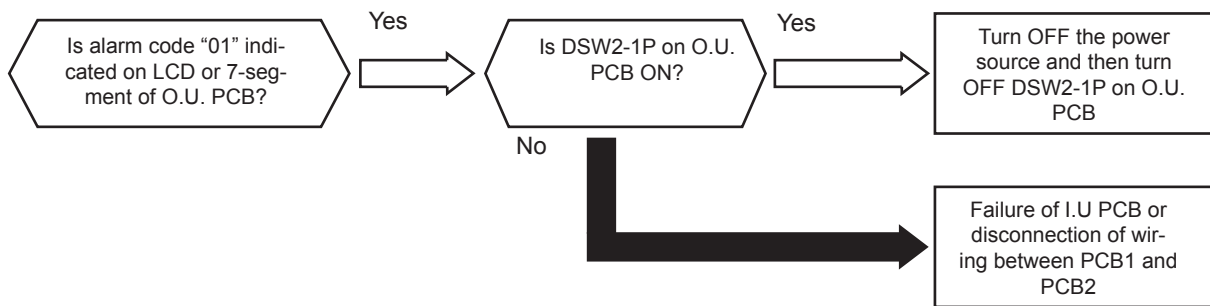 Is alarm code “01” indi-
cated on LCD or 7-seg-
ment of O.U. PCB?
Yes
Is DSW2-1P on O.U.
PCB ON?
Yes
Turn OFF the power
source and then turn
OFF DSW2-1P on O.U.
PCB
No
Failure of I.U PCB or
disconnection of wir-
ing between PCB1 and
PCB2